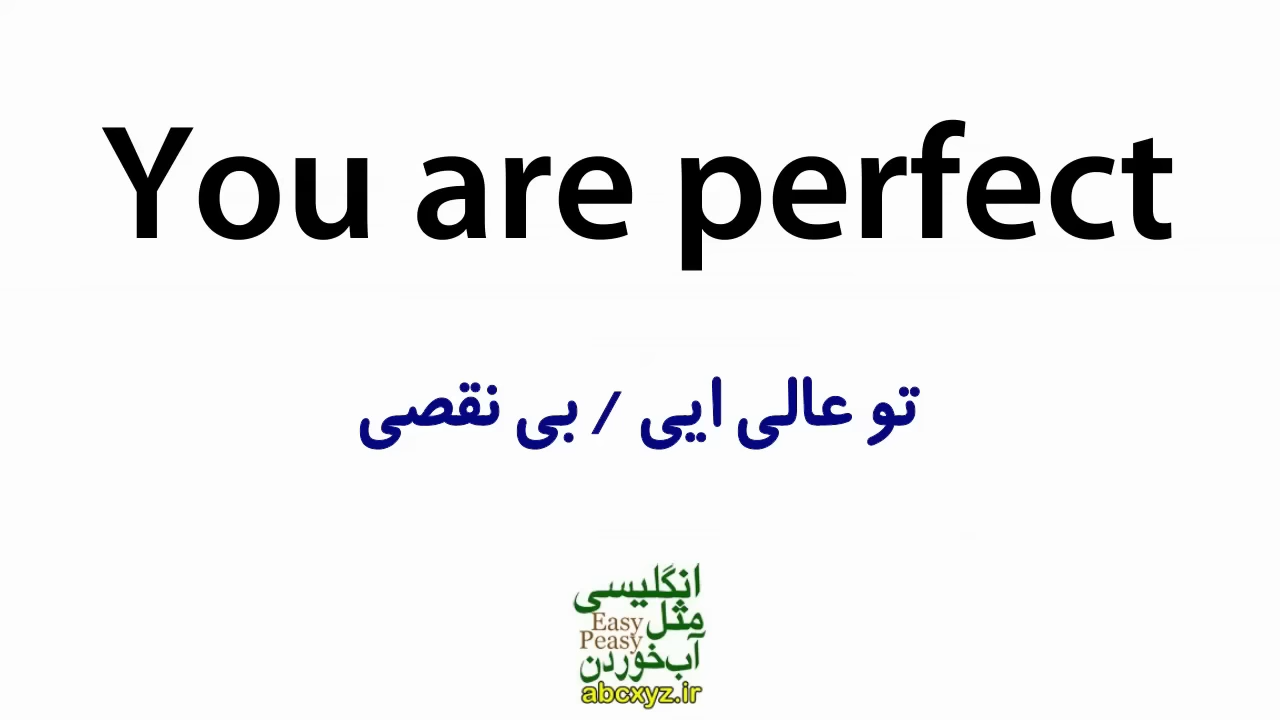 You are perfect
تو عالی ایی / بی نقصی
انگلیسی
مثل
Easy
Peasy
آب‌خوردن
abcxyz.ir